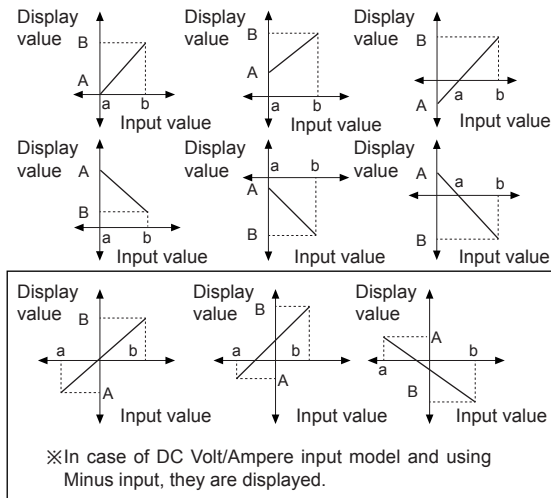 Display value
B
A
a
b
Input value
Display value
B
A
a
b
Input value
Display value
B
A
a
b
Input value
Display value
A
B
a
b
Input value
Display value
a
b
A
B
Input value
Display value
A
a
b
B
Input value
Display value
B
a
b
A
Input value
Display value
B
a
b
A
Input value
Display value
A
a
b
B
Input value
※In case of DC Volt/Ampere input model and using
Minus input, they are displayed.